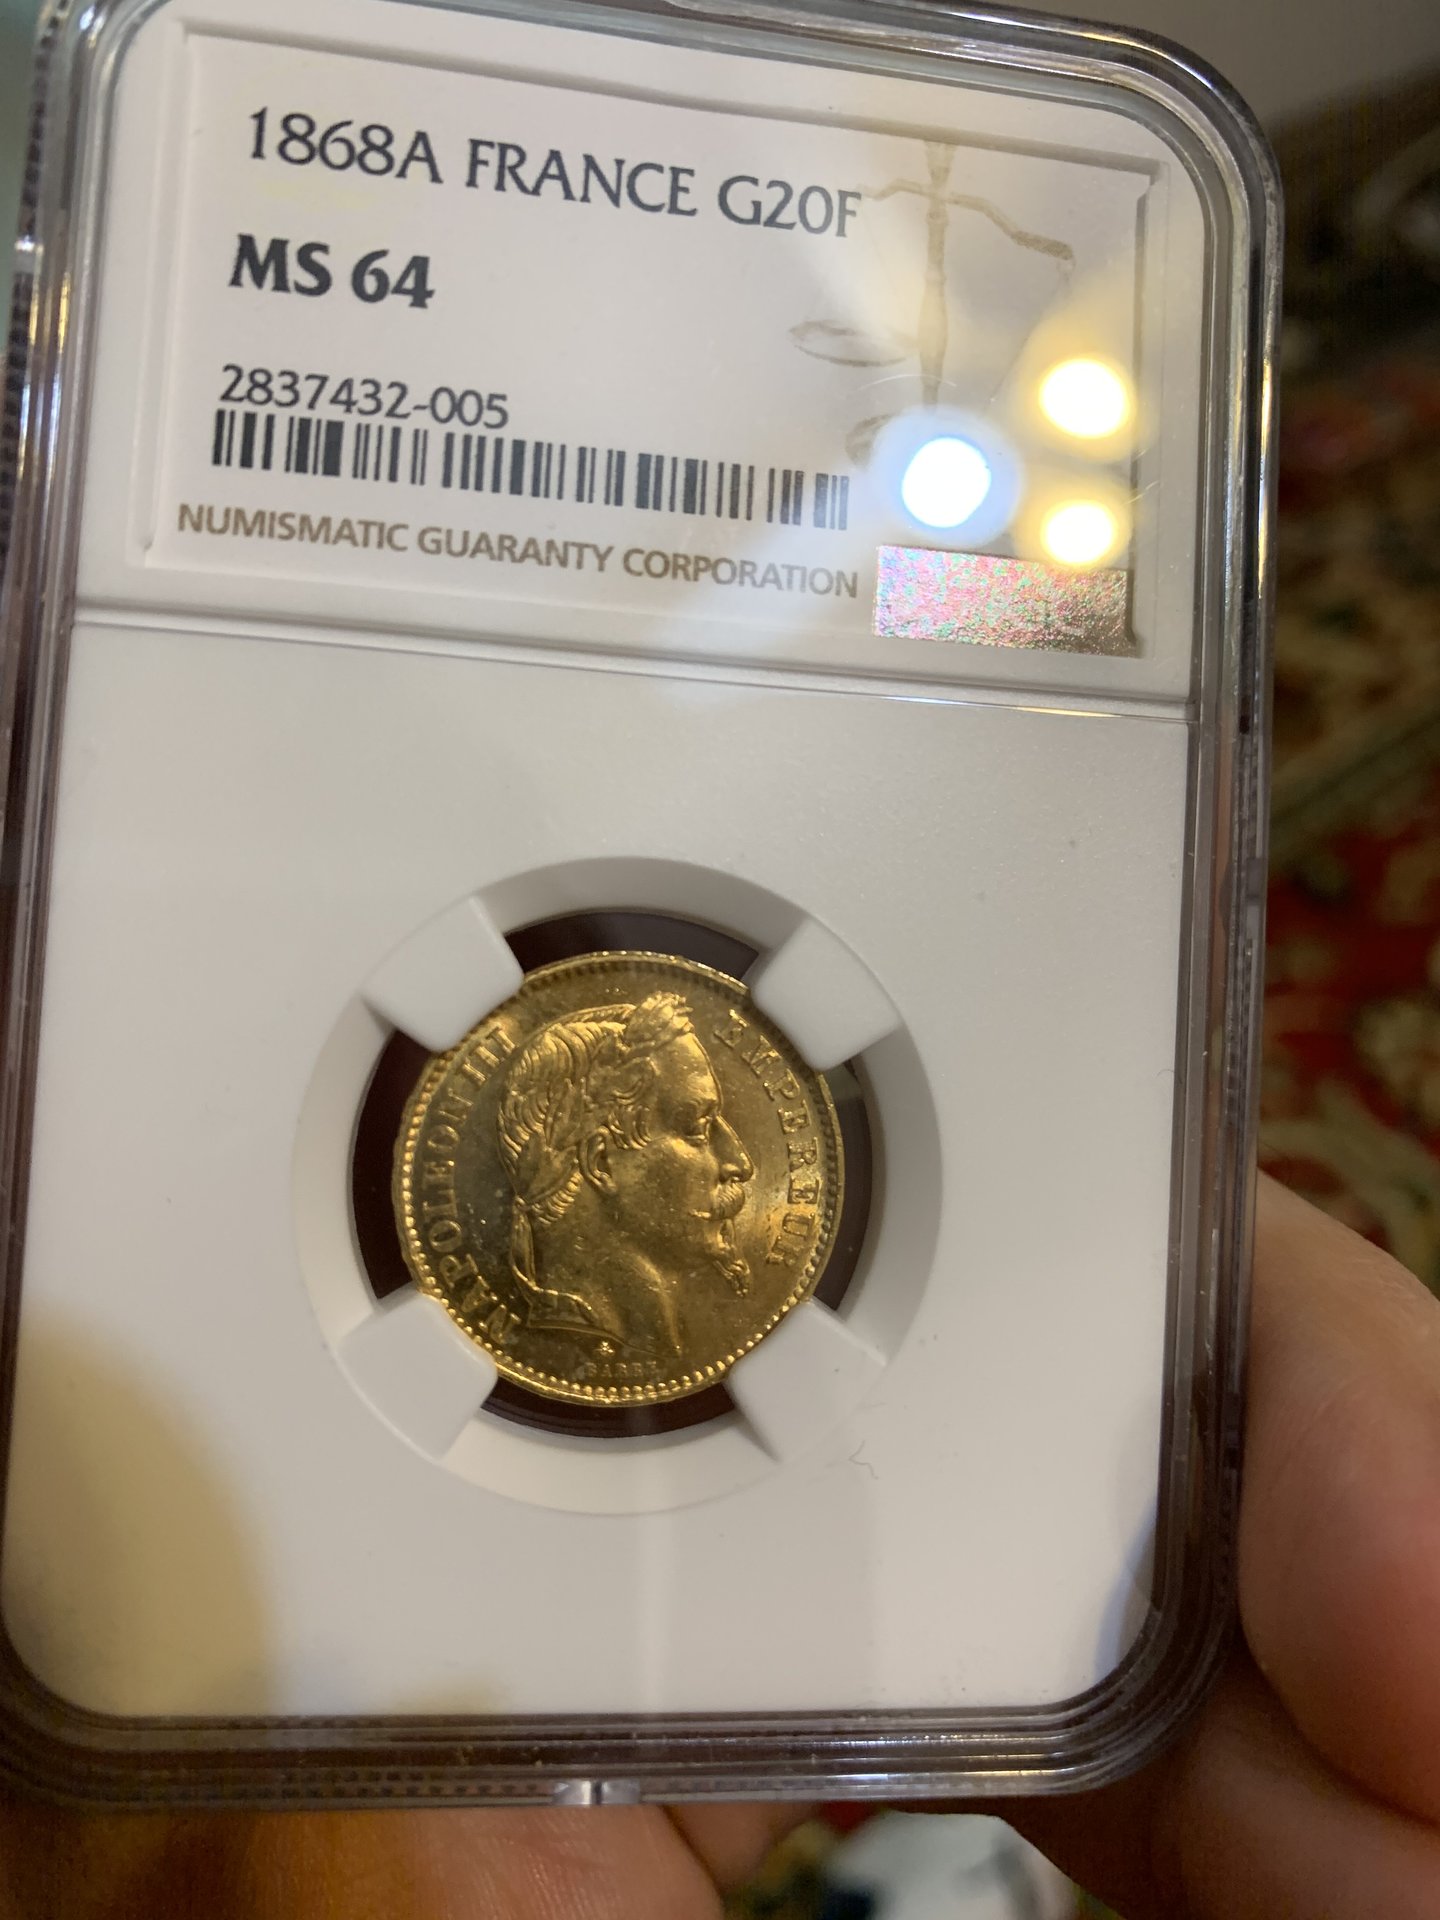 1868A FRANCE G20F
MS 64
2837432-005
NUMISMATIC GUARANTY CORPORATION
NAPOLEON III EMPEREUR
BARRE